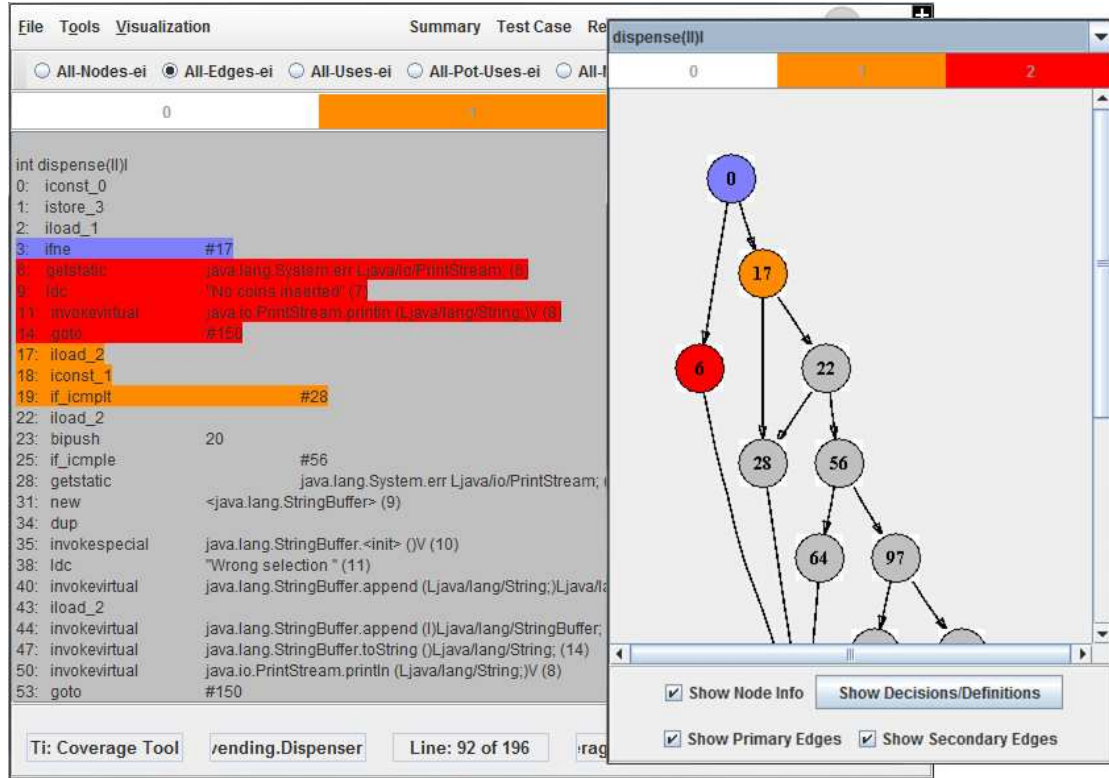 File Tools Visualization Summary Test Case
All-Nodes-ei All-Edges-ei All-Uses-ei All-Pot-Uses-ei
0 1
int dispense(II)I
0: iconst_0
1: istore_3
2: iload_1
3: ifne #17
6: getstatic java.lang.System.err Ljava/io/PrintStream; (6)
9: ldc "No coins inserted" (7)
11: invokevirtual java.io.PrintStream.println (Ljava/lang/String;)V (8)
14: goto #150
17: iload_2
18: iconst_1
19: if_icmplt #28
22: iload_2
23: bipush 20
25: if_icmple #56
28: getstatic java.lang.System.err Ljava/io/PrintStream; (
31: new <java.lang.StringBuffer> (9)
34: dup
35: invokespecial java.lang.StringBuffer.<init> ()V (10)
38: ldc "Wrong selection " (11)
40: invokevirtual java.lang.StringBuffer.append (Ljava/lang/String;)Ljava/la
43: iload_2
44: invokevirtual java.lang.StringBuffer.append (I)Ljava/lang/StringBuffer;
47: invokevirtual java.lang.StringBuffer.toString ()Ljava/lang/String; (14)
50: invokevirtual java.io.PrintStream.println (Ljava/lang/String;)V (8)
53: goto #150
Ti: Coverage Tool vending.Dispenser Line: 92 of 196
dispense(II)I
0 1 2
0
17
6 22
28 56
64 97
Show Node Info Show Decisions/Definitions
Show Primary Edges Show Secondary Edges